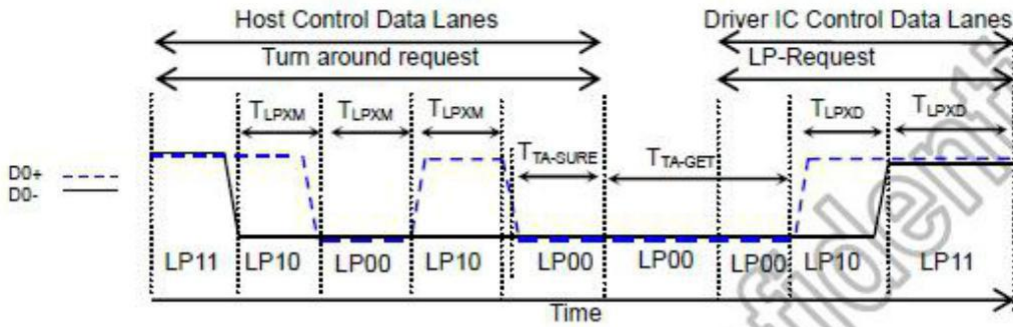 Host Control Data Lanes
Driver IC Control Data Lanes
Turn around request
LP-Request
TLPXM TLPXM TLPXM TLPXD TLPXD
TTA-SURE TTA-GET
D0+
D0-
LP11 LP10 LP00 LP10 LP00 LP00 LP00 LP10 LP11
Time
fidenti